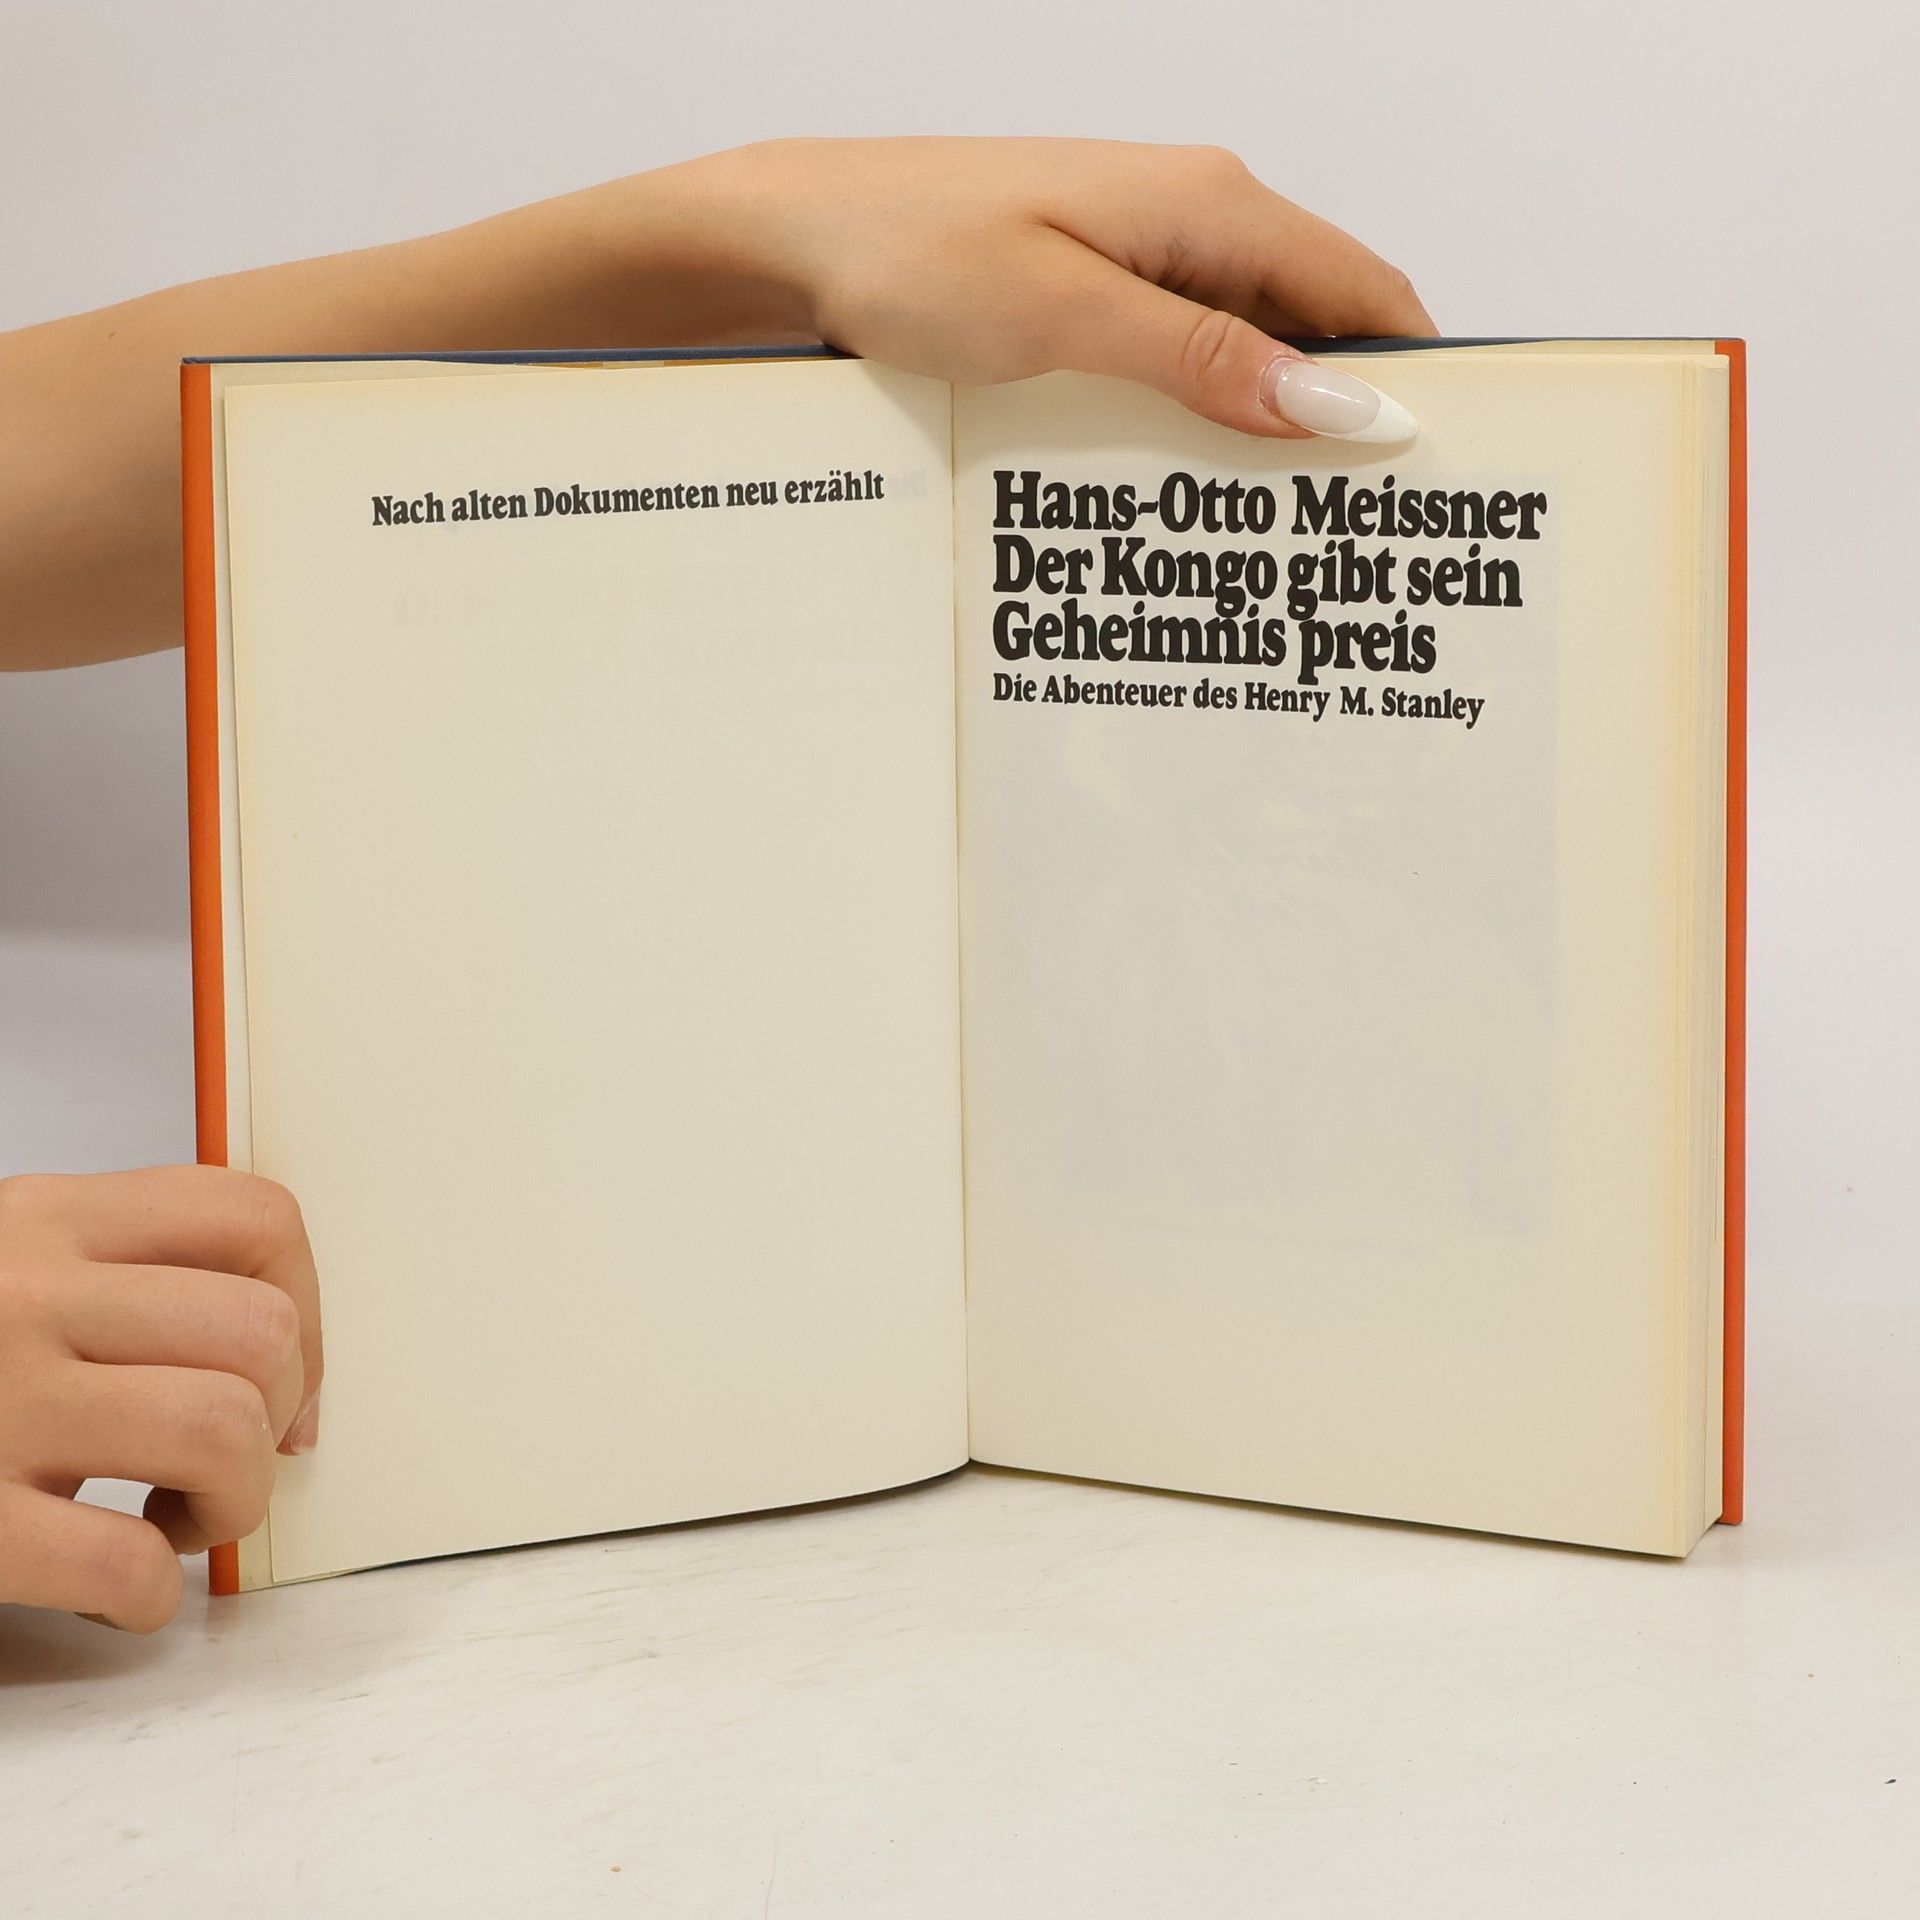 Nach alten Dokumenten neu erzählt
Hans-Otto Meissner
Der Kongo gibt sein
Geheimnis preis
Die Abenteuer des Henry M. Stanley